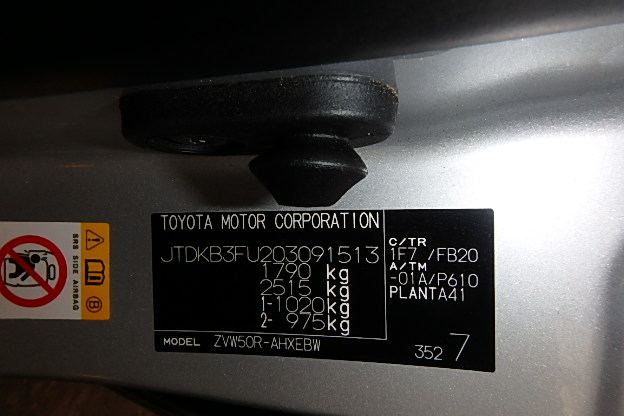 TOYOTA MOTOR CORPORATION
JTDKB3FU203091513
1790 kg
2515 kg
1-1020 kg
2- 975 kg
C/TR
1F7 /FB20
A/TM
-01A/P610
PLANTA41
MODEL ZVW50R-AHXEBW
352 7
SRS SIDE AIRBAG
B